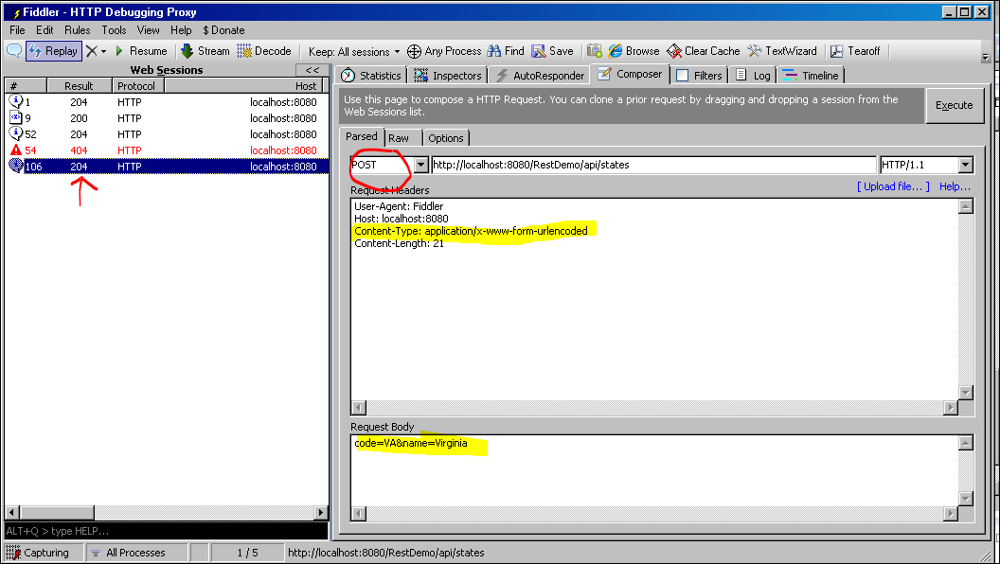 Fiddler - HTTP Debugging Proxy
File Edit Rules Tools View Help $ Donate
Replay Resume Stream Decode Keep: All sessions Any Process Find Save Browse Clear Cache TextWizard Tearoff
Web Sessions <<
# Result Protocol Host
1 204 HTTP localhost:8080
9 200 HTTP localhost:8080
52 204 HTTP localhost:8080
54 404 HTTP localhost:8080
106 204 HTTP localhost:8080
ALT+Q > type HELP...
Statistics Inspectors AutoResponder Composer Filters Log Timeline
Use this page to compose a HTTP Request. You can clone a prior request by dragging and dropping a session from the
Web Sessions list.
Execute
Parsed Raw Options
POST http://localhost:8080/RestDemo/api/states HTTP/1.1
Request Headers [ Upload file... ] Help...
User-Agent: Fiddler
Host: localhost:8080
Content-Type: application/x-www-form-urlencoded
Content-Length: 21
Request Body
code=VA&name=Virginia
Capturing All Processes 1 / 5 http://localhost:8080/RestDemo/api/states